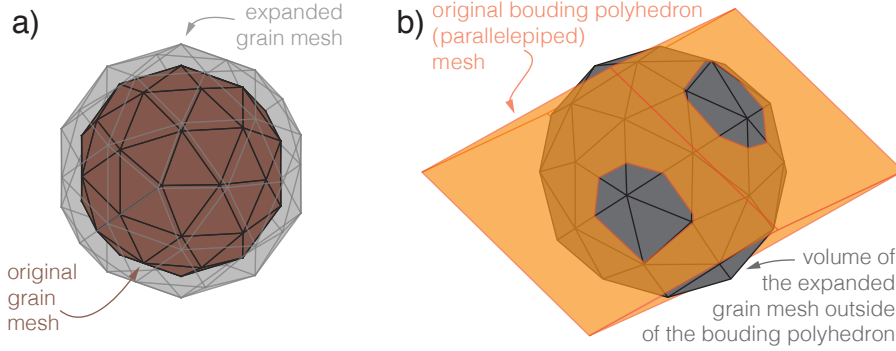 a)
expanded
grain mesh
original
grain
mesh
b)
original bouding polyhedron
(parallelepiped)
mesh
volume of
the expanded
grain mesh outside
of the bouding polyhedron